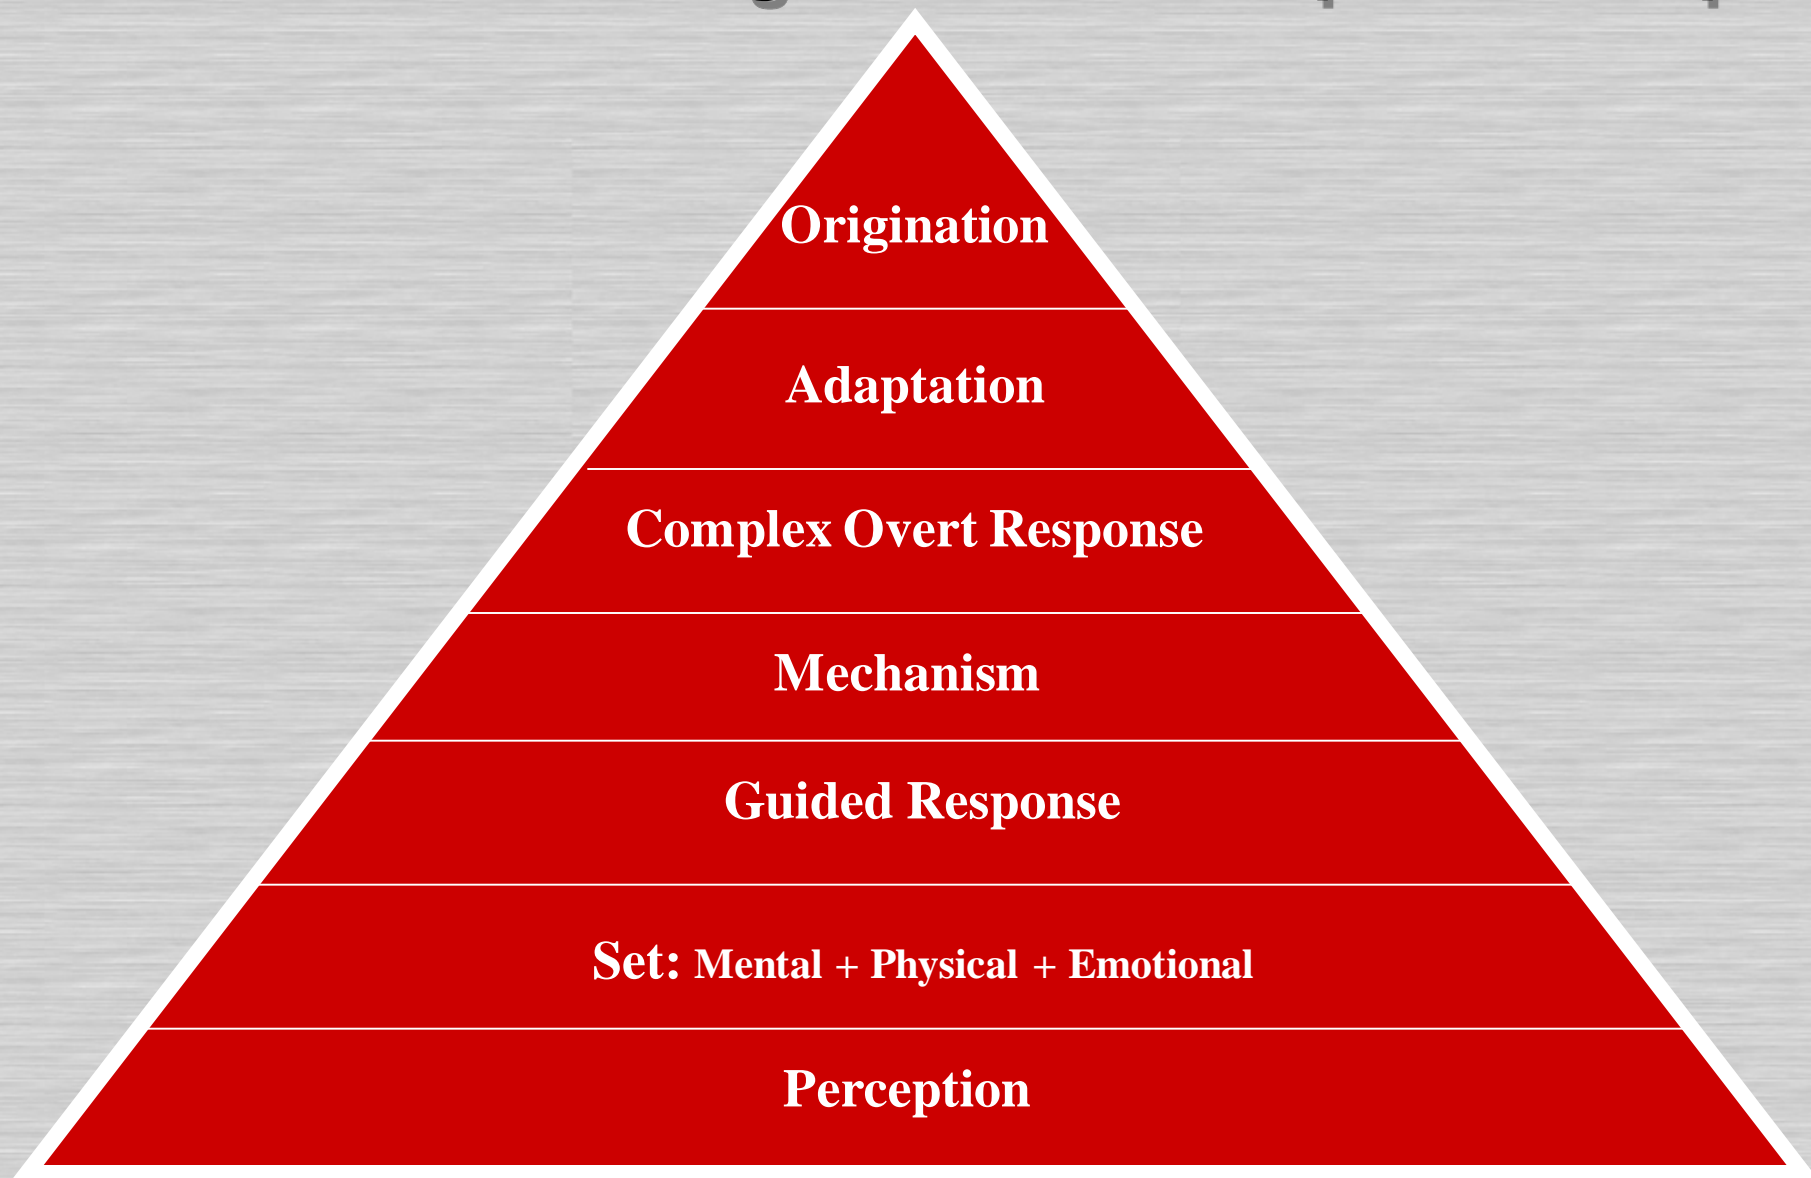 Origination
Adaptation
Complex Overt Response
Mechanism
Guided Response
Set: Mental + Physical + Emotional
Perception